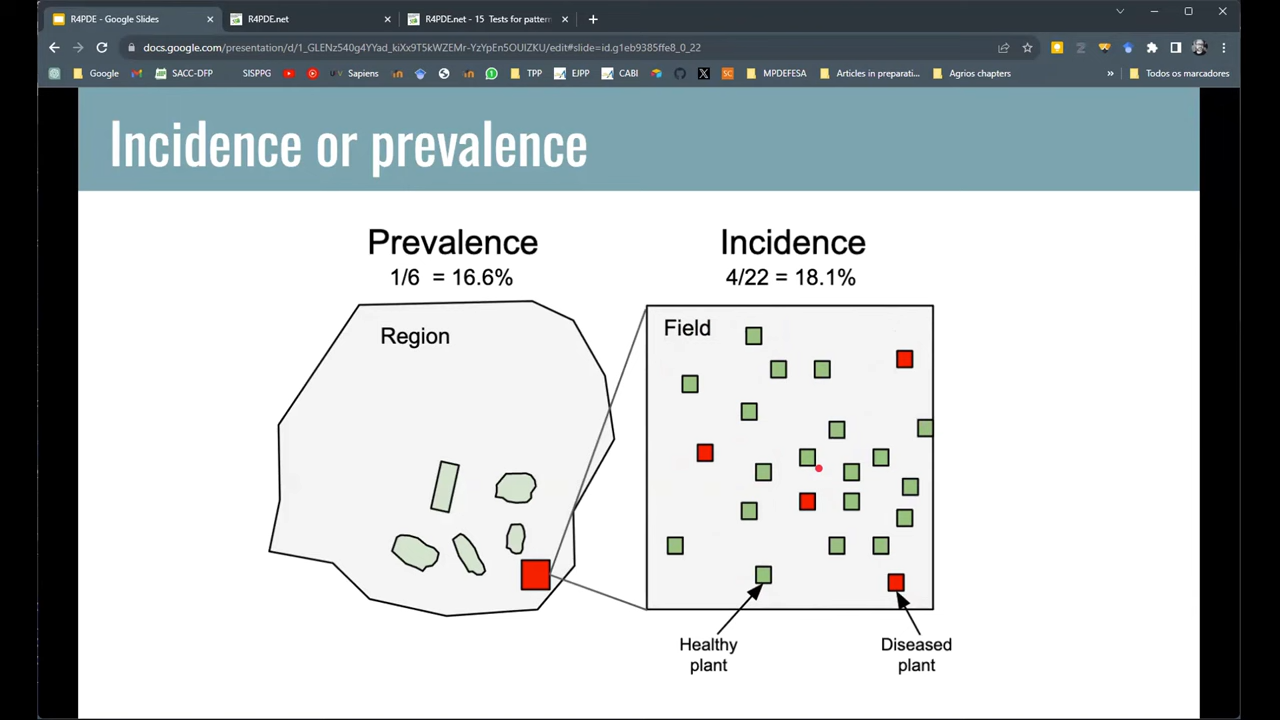 R4PDE - Google Slides
R4PDE.net
R4PDE.net - 15 Tests for pattern
docs.google.com/presentation/d/1_GLENz540g4YYad_kiXx9T5kWZEMr-YzYpEn5OUIZKU/edit#slide=id.g1eb9385ffe8_0_22
Google
SACC-DFP
SISPPG
Sapiens
TPP
EJPP
CABI
MPDEFESA
Articles in preparati...
Agrios chapters
Todos os marcadores
Incidence or prevalence
Prevalence
1/6 = 16.6%
Incidence
4/22 = 18.1%
Region
Field
Healthy
plant
Diseased
plant